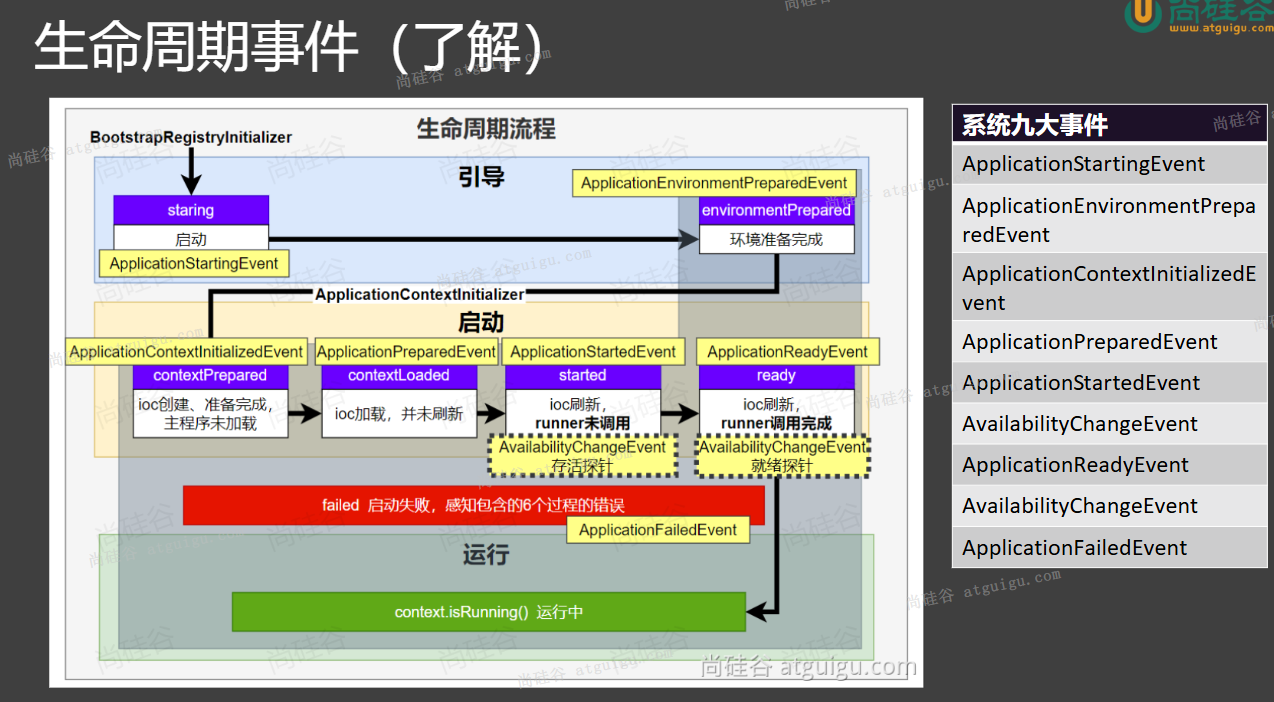 生命周期事件（了解）
尚硅谷
www.atguigu.com
生命周期流程
BootstrapRegistryInitializer
引导
ApplicationEnvironmentPreparedEvent
staring
environmentPrepared
启动
环境准备完成
ApplicationStartingEvent
ApplicationContextInitializer
启动
ApplicationContextInitializedEvent
ApplicationPreparedEvent
ApplicationStartedEvent
ApplicationReadyEvent
contextPrepared
contextLoaded
started
ready
ioc创建、准备完成，
主程序未加载
ioc加载，并未刷新
ioc刷新，
runner未调用
ioc刷新，
runner调用完成
AvailabilityChangeEvent
存活探针
AvailabilityChangeEvent
就绪探针
failed 启动失败，感知包含的6个过程的错误
ApplicationFailedEvent
运行
context.isRunning() 运行中
尚硅谷 atguigu.com
系统九大事件
ApplicationStartingEvent
ApplicationEnvironmentPrepa
redEvent
ApplicationContextInitializedE
vent
ApplicationPreparedEvent
ApplicationStartedEvent
AvailabilityChangeEvent
ApplicationReadyEvent
AvailabilityChangeEvent
ApplicationFailedEvent